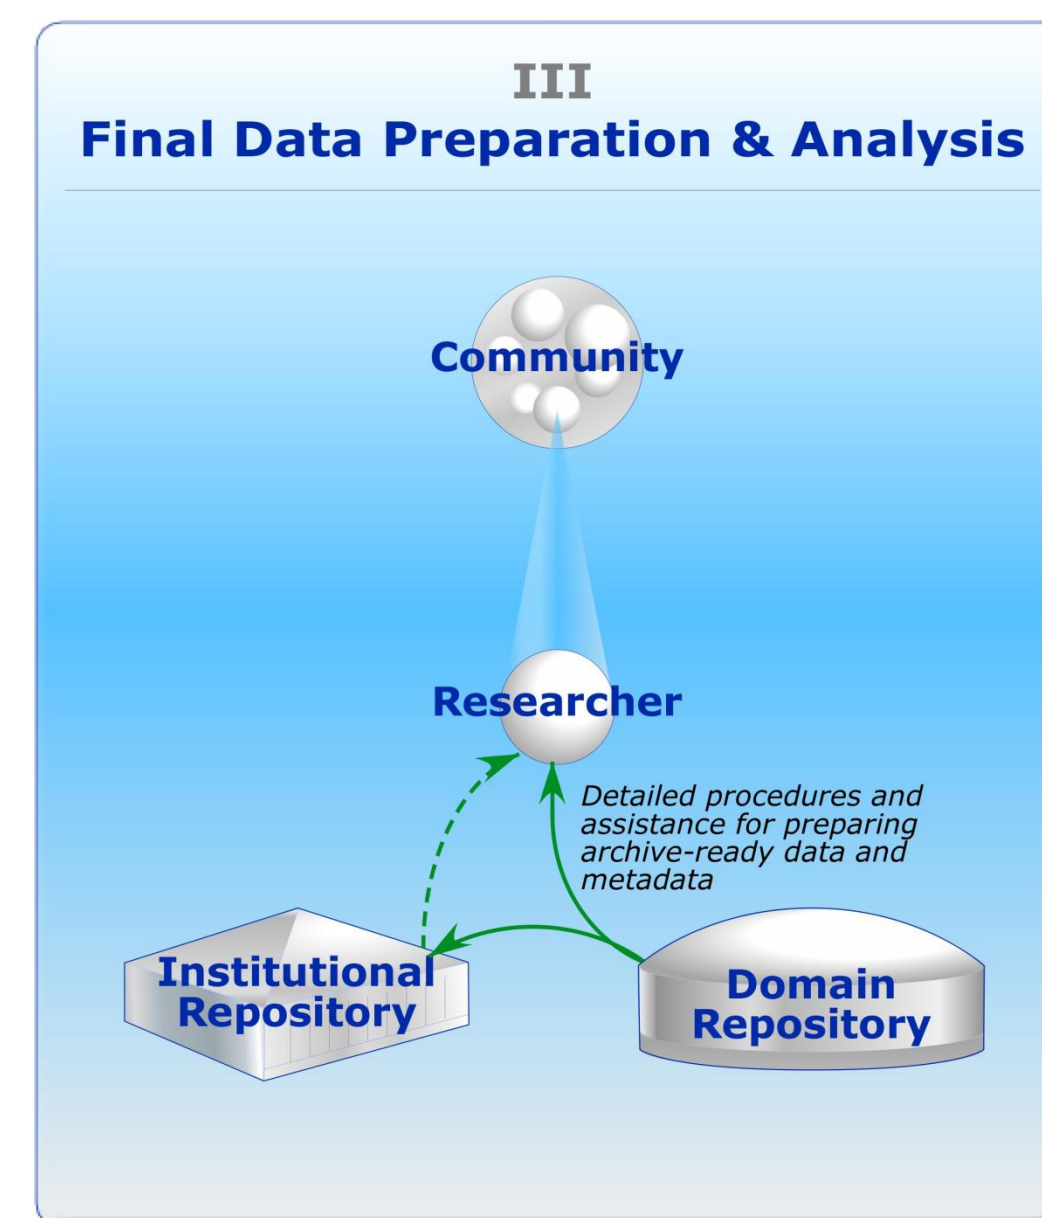 III
Final Data Preparation & Analysis
Community
Researcher
Detailed procedures and
assistance for preparing
archive-ready data and
metadata
Institutional
Repository
Domain
Repository